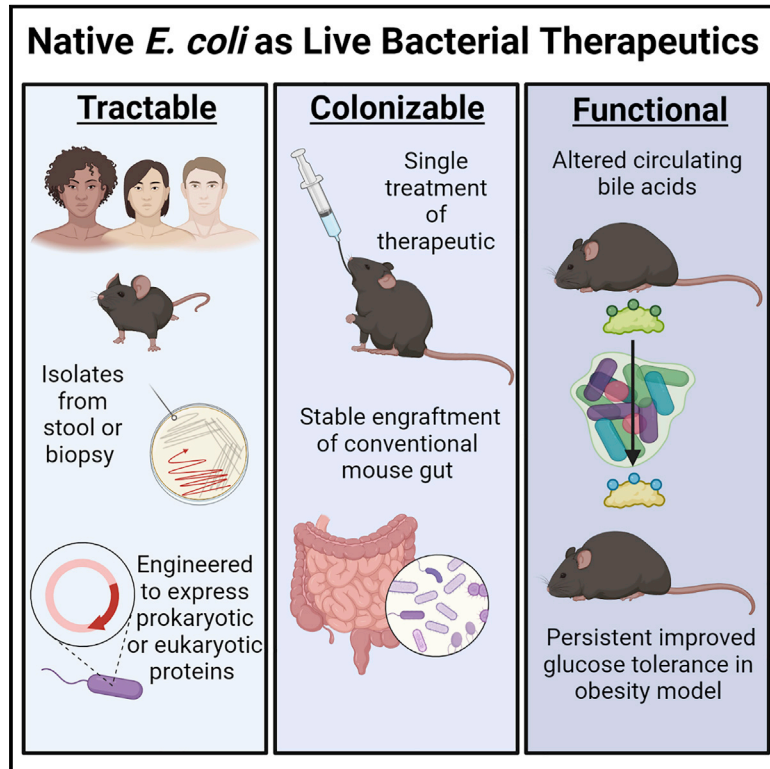 Native E. coli as Live Bacterial Therapeutics
Tractable
Isolates
from
stool or
biopsy
Engineered
to express
prokaryotic
or eukaryotic
proteins
Colonizable
Single
treatment
of
therapeutic
Stable engraftment
of conventional
mouse gut
Functional
Altered circulating
bile acids
Persistent improved
glucose tolerance in
obesity model